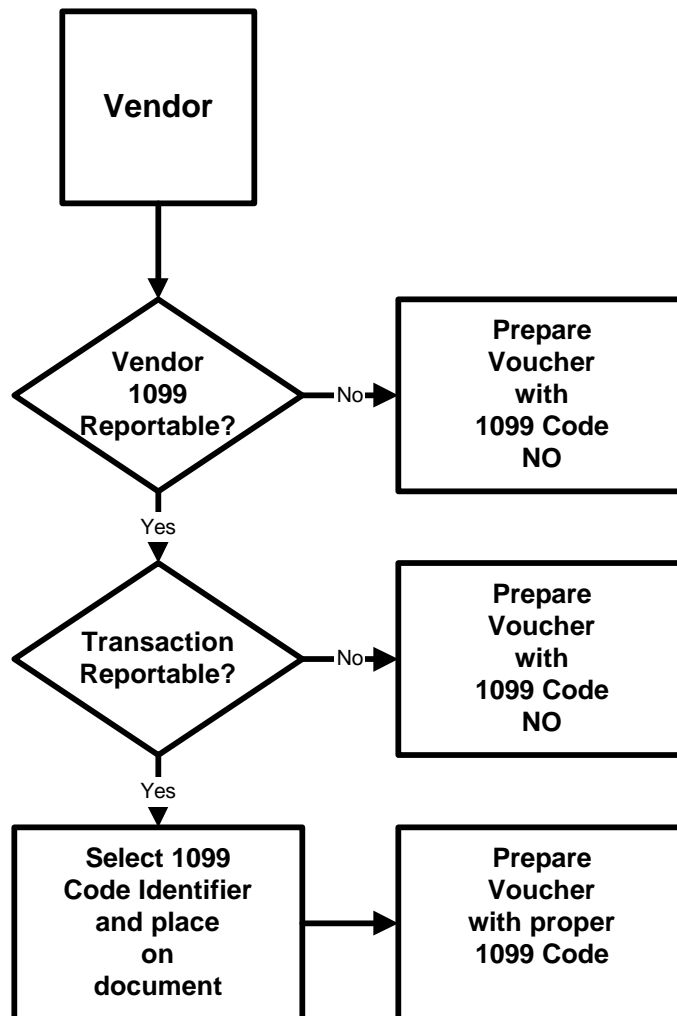 Vendor
Vendor
1099
Reportable?
No
Prepare
Voucher
with
1099 Code
NO
Yes
Transaction
Reportable?
No
Prepare
Voucher
with
1099 Code
NO
Yes
Select 1099
Code Identifier
and place
on
document
Prepare
Voucher
with proper
1099 Code